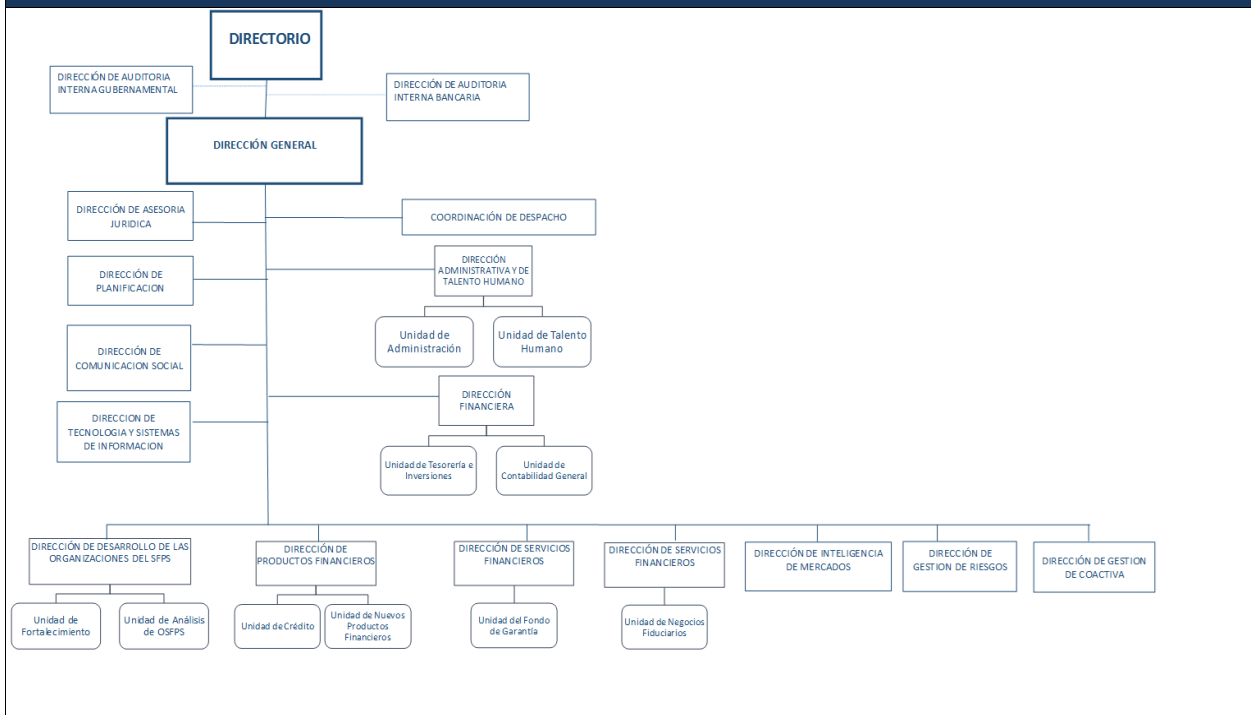 DIRECTORIO
DIRECCIÓN DE AUDITORIA
INTERNA GUBERNAMENTAL
DIRECCIÓN DE AUDITORIA
INTERNA BANCARIA
DIRECCIÓN GENERAL
DIRECCIÓN DE ASESORIA
JURIDICA
COORDINACIÓN DE DESPACHO
DIRECCIÓN
ADMINISTRATIVA Y DE
TALENTO HUMANO
DIRECCIÓN DE
PLANIFICACION
Unidad de
Administración
Unidad de Talento
Humano
DIRECCIÓN DE
COMUNICACION SOCIAL
DIRECCIÓN
FINANCIERA
DIRECCION DE
TECNOLOGIA Y SISTEMAS
DE INFORMACION
Unidad de Tesorería e
Inversiones
Unidad de
Contabilidad General
DIRECCIÓN DE DESARROLLO DE LAS
ORGANIZACIONES DEL SFPS
DIRECCIÓN DE
PRODUCTOS FINANCIEROS
DIRECCIÓN DE SERVICIOS
FINANCIEROS
DIRECCIÓN DE SERVICIOS
FINANCIEROS
DIRECCIÓN DE INTELIGENCIA
DE MERCADOS
DIRECCIÓN DE
GESTION DE RIESGOS
DIRECCIÓN DE GESTION
DE COACTIVA
Unidad de
Fortalecimiento
Unidad de Análisis
de OSFPS
Unidad de Crédito
Unidad de Nuevos
Productos
Financieros
Unidad del Fondo
de Garantía
Unidad de Negocios
Fiduciarios